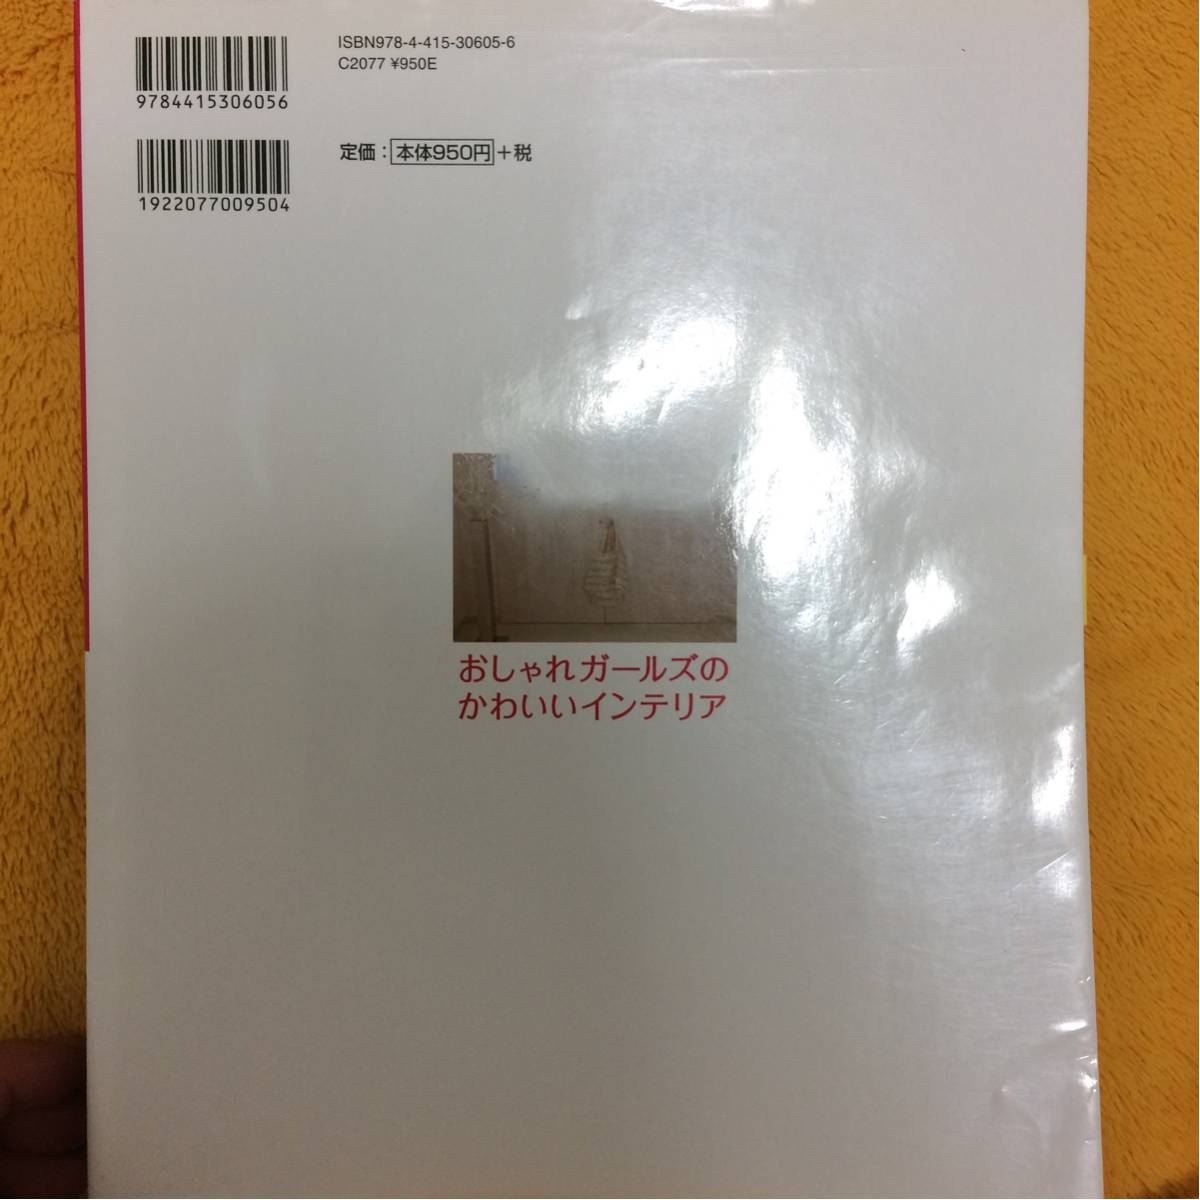 ISBN978-4-415-30605-6
C2077 ¥950E
9784415306056
定価：本体950円＋税
1922077009504
おしゃれガールズの
かわいいインテリア